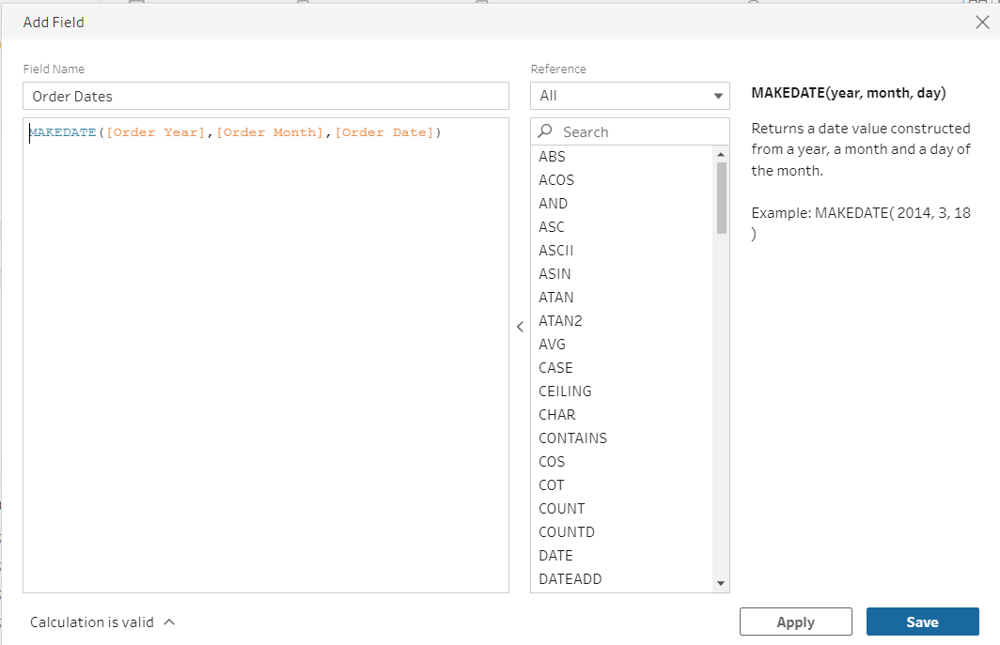 Add Field
Field Name
Order Dates
MAKEDATE([Order Year],[Order Month],[Order Date])
Calculation is valid
Reference
All
Search
ABS
ACOS
AND
ASC
ASCII
ASIN
ATAN
ATAN2
AVG
CASE
CEILING
CHAR
CONTAINS
COS
COT
COUNT
COUNTD
DATE
DATEADD
MAKEDATE(year, month, day)
Returns a date value constructed
from a year, a month and a day of
the month.
Example: MAKEDATE( 2014, 3, 18
)
Apply
Save